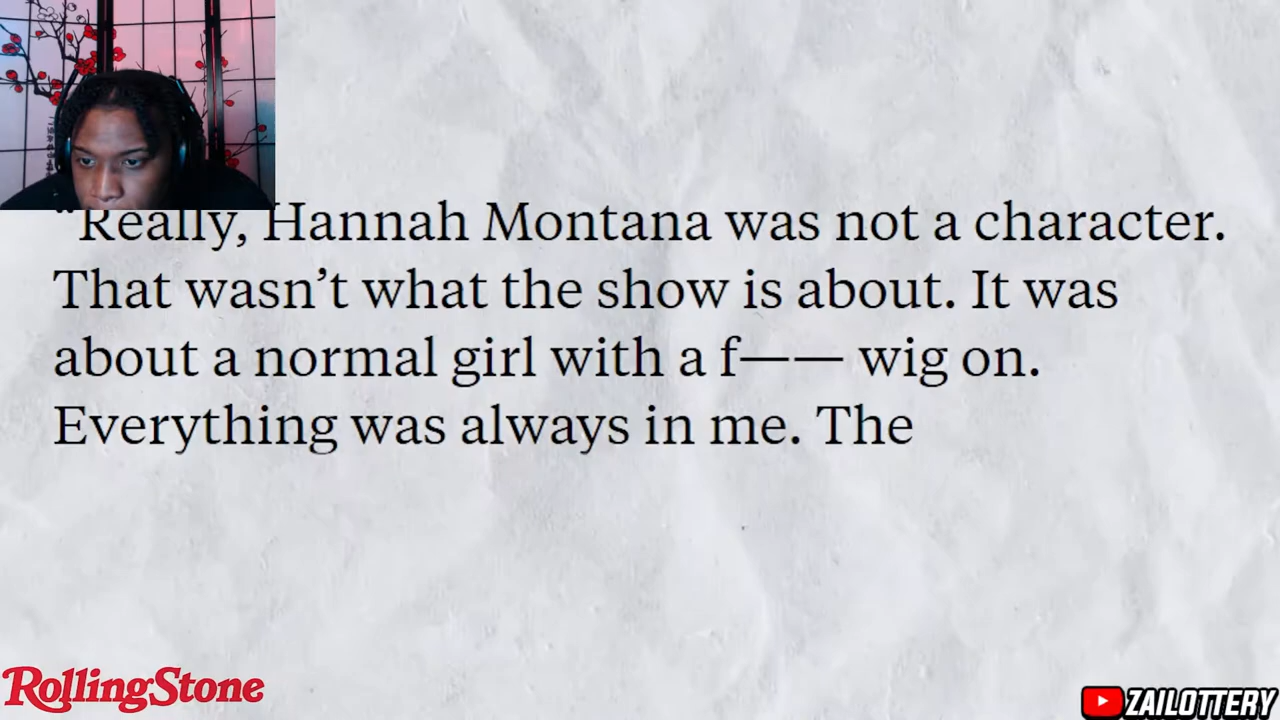 "Really, Hannah Montana was not a character.
That wasn’t what the show is about. It was
about a normal girl with a f—— wig on.
Everything was always in me. The
RollingStone
ZAILOTTERY